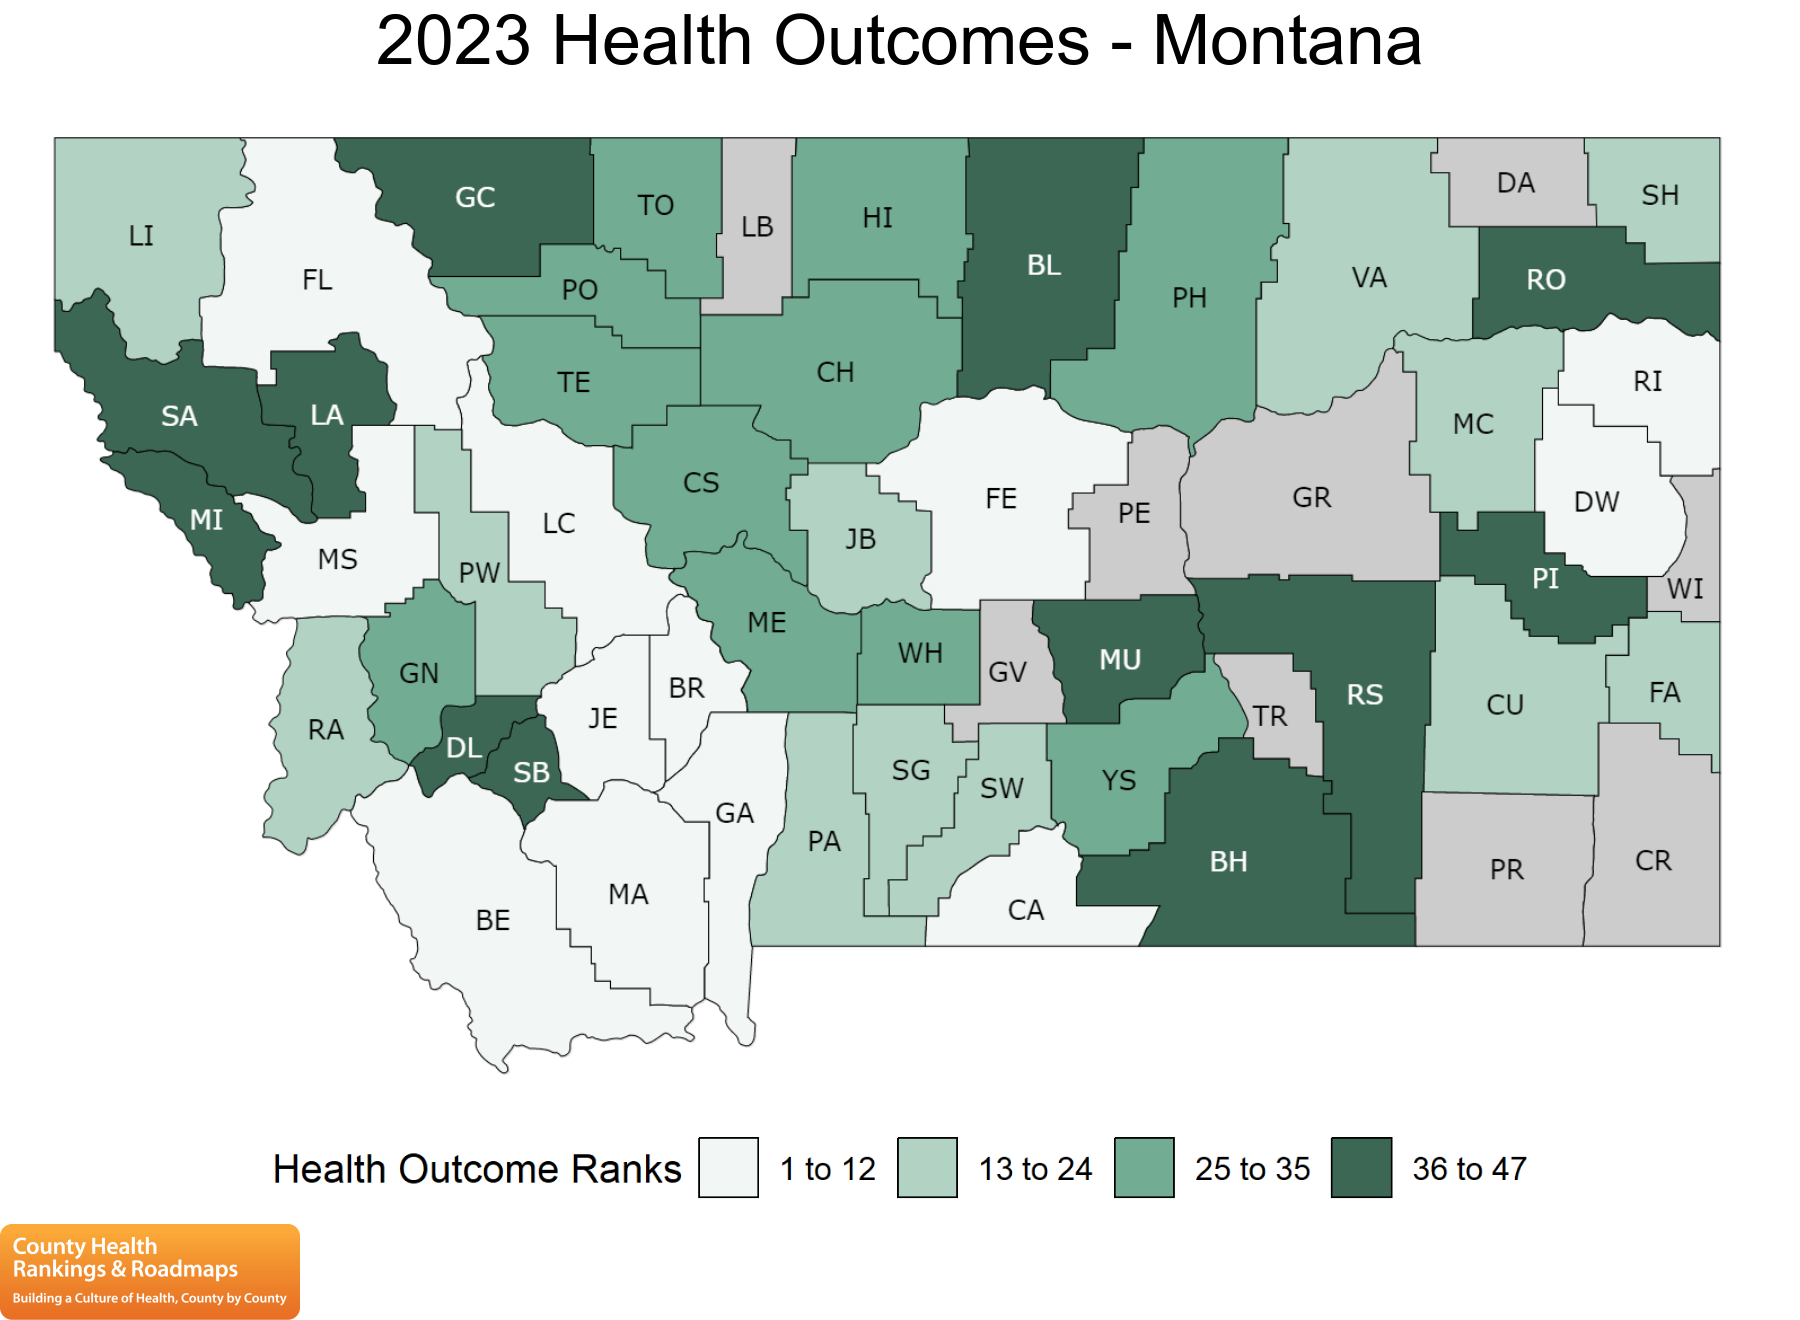 2023 Health Outcomes - Montana
GC
TO
LB
HI
BL
PH
VA
DA
SH
LI
FL
PO
RO
TE
CH
RI
SA
LA
MC
CS
FE
PE
GR
DW
MI
MS
LC
JB
PW
PI
WI
ME
WH
GV
MU
GN
RA
BR
JE
DL
SB
TR
RS
CU
FA
SG
SW
YS
GA
PA
BH
PR
CR
BE
MA
CA
Health Outcome Ranks
1 to 12
13 to 24
25 to 35
36 to 47
County Health
Rankings & Roadmaps
Building a Culture of Health, County by County